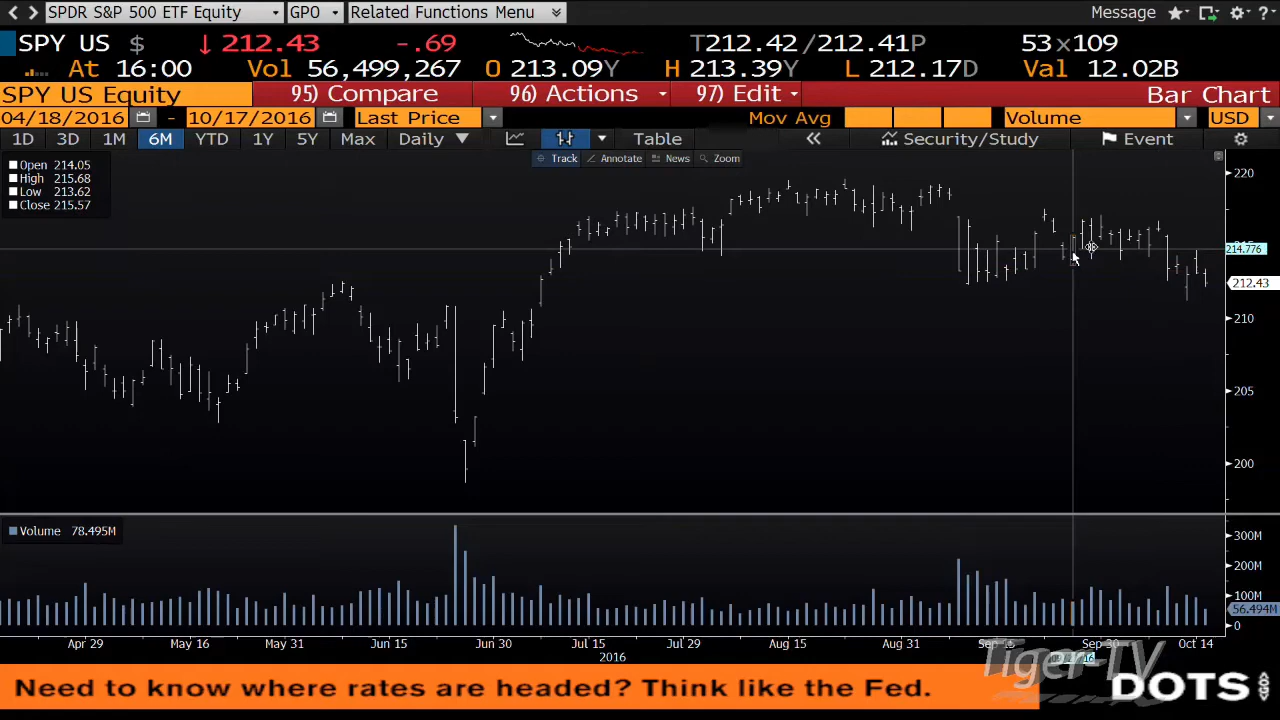 SPDR S&P 500 ETF Equity GPO Related Functions Menu Message
SPY US $ ↓ 212.43 -.69 T212.42 /212.41P 53x109
At 16:00 Vol 56,499,267 O 213.09Y H 213.39Y L 212.17D Val 12.02B
SPY US Equity 95) Compare 96) Actions 97) Edit Bar Chart
04/18/2016 - 10/17/2016 Last Price Mov Avg Volume USD
1D 3D 1M 6M YTD 1Y 5Y Max Daily Table Security/Study Event
Track Annotate News Zoom
Open 214.05
High 215.68
Low 213.62
Close 215.57
220
214.776
212.43
210
205
200
Volume 78.495M
300M
200M
100M
56.494M
0
Apr 29 May 16 May 31 Jun 15 Jun 30 Jul 15 Jul 29 Aug 15 Aug 31 Sep 15 Sep 30 Oct 14
2016
Tiger-TV
Need to know where rates are headed? Think like the Fed.
DOTS